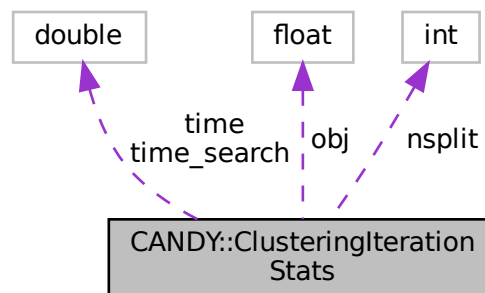 double
float
int
time
time_search
obj
nsplit
CANDY::ClusteringIteration
Stats